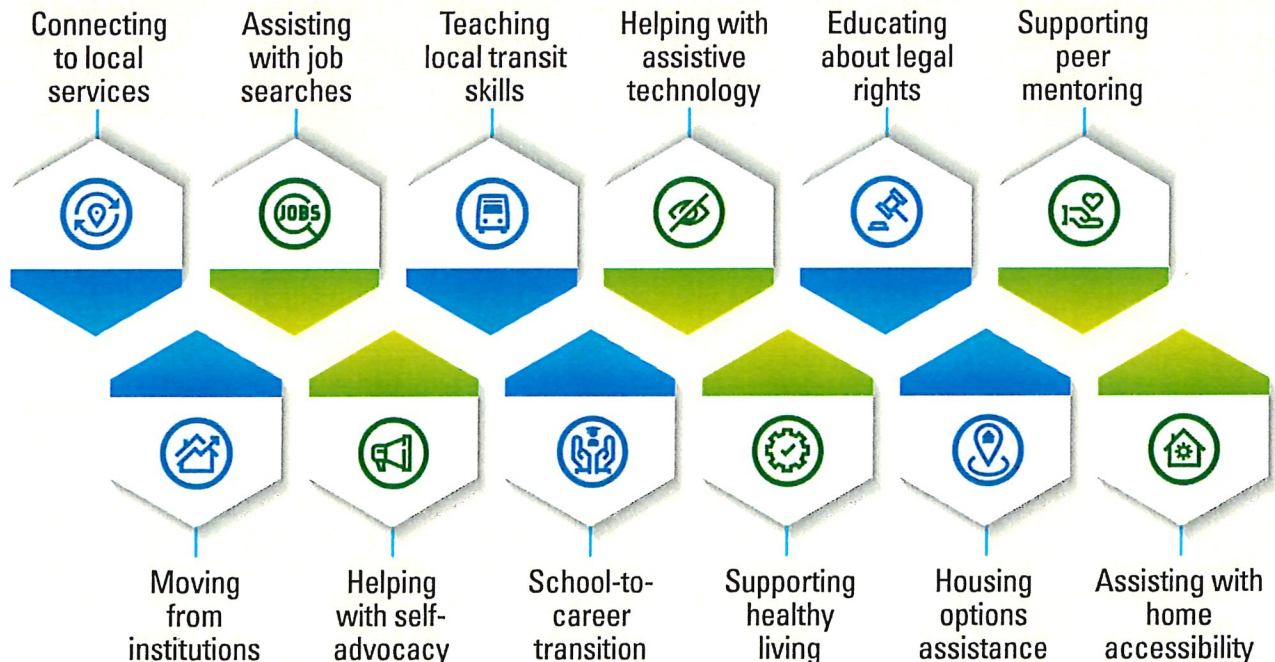 Connecting
to local
services
Assisting
with job
searches
Teaching
local transit
skills
Helping with
assistive
technology
Educating
about legal
rights
Supporting
peer
mentoring
JOBS
Moving
from
institutions
Helping
with self-
advocacy
School-to-
career
transition
Supporting
healthy
living
Housing
options
assistance
Assisting with
home
accessibility